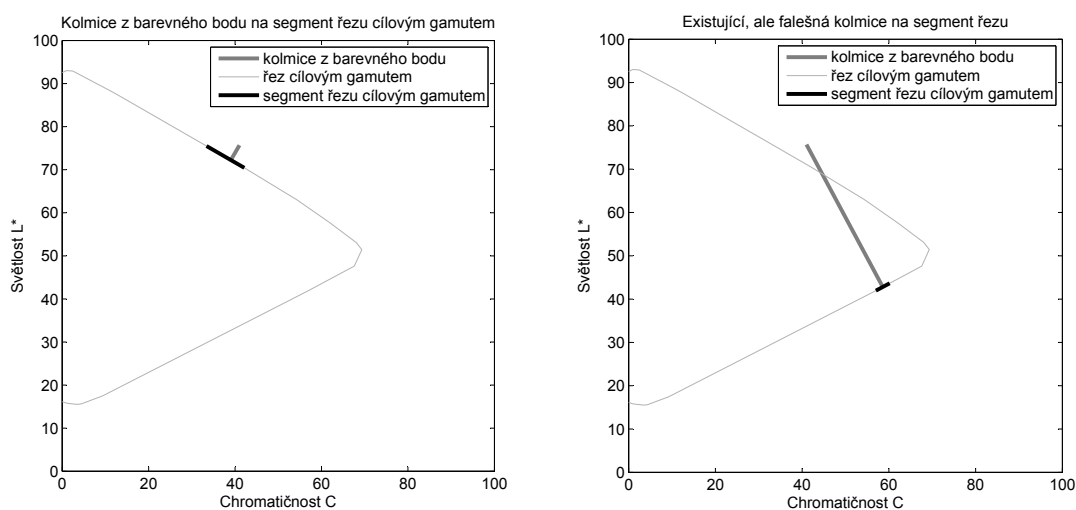 Kolmice z barevného bodu na segment řezu cílovým gamutem
kolmice z barevného bodu
řez cílovým gamutem
segment řezu cílovým gamutem
100
90
80
70
60
50
40
30
20
10
0
Světlost L*
0 20 40 60 80 100
Chromatičnost C
Existující, ale falešná kolmice na segment řezu
kolmice z barevného bodu
řez cílovým gamutem
segment řezu cílovým gamutem
100
90
80
70
60
50
40
30
20
10
0
Světlost L*
0 20 40 60 80 100
Chromatičnost C